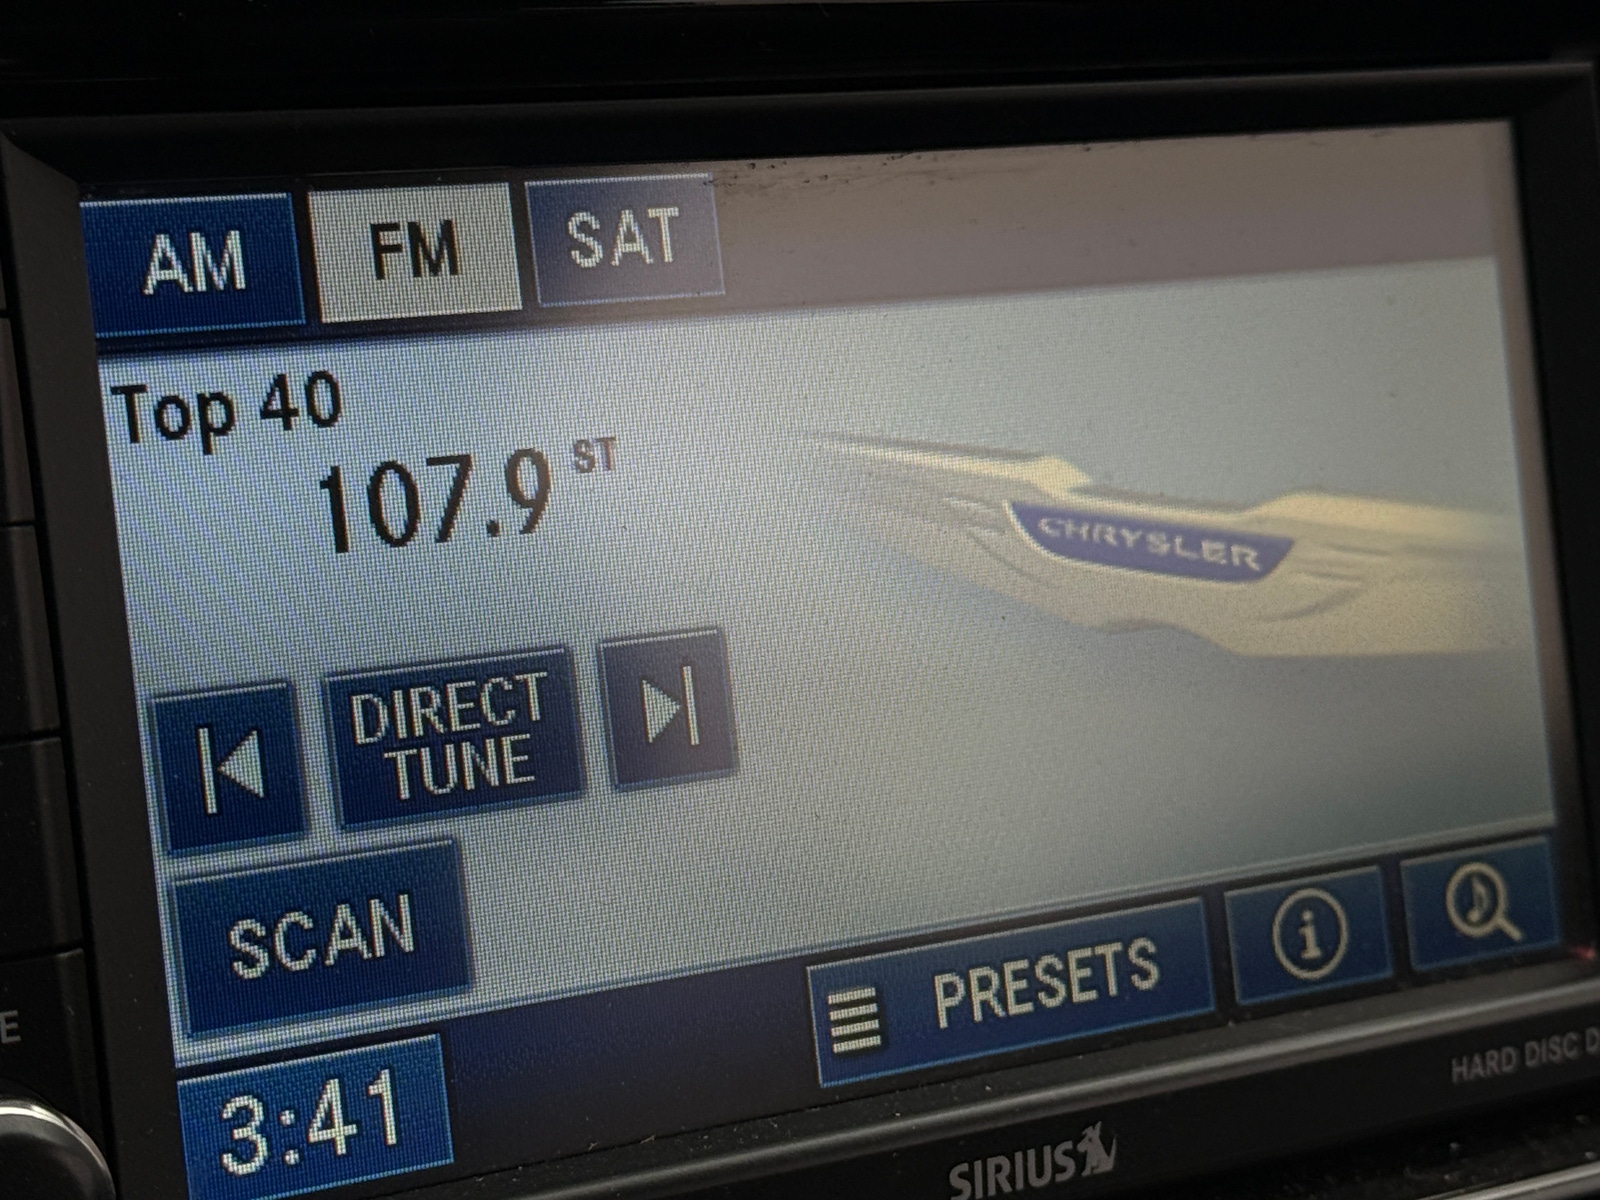 AM FM SAT
Top 40
107.9 ST
CHRYSLER
DIRECT
TUNE
SCAN
PRESETS
3:41
E
HARD DISC D
SIRIUS